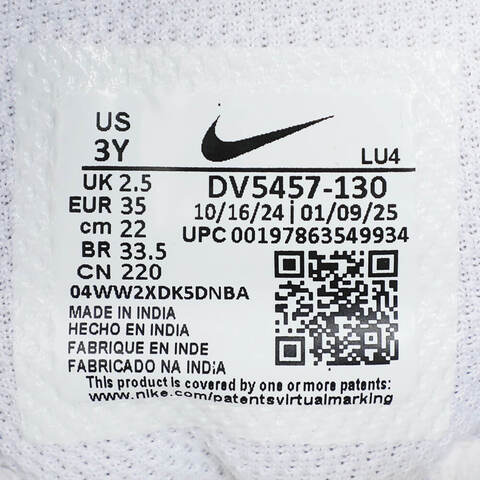 US
3Y
LU4
UK 2.5
EUR 35
cm 22
BR 33.5
CN 220
DV5457-130
10/16/24 | 01/09/25
UPC 00197863549934
04WW2XDK5DNBA
MADE IN INDIA
HECHO EN INDIA
FABRIQUE EN INDE
FABRICADO NA INDIA
This product is covered by one or more patents:
www.nike.com/patentsvirtualmarking